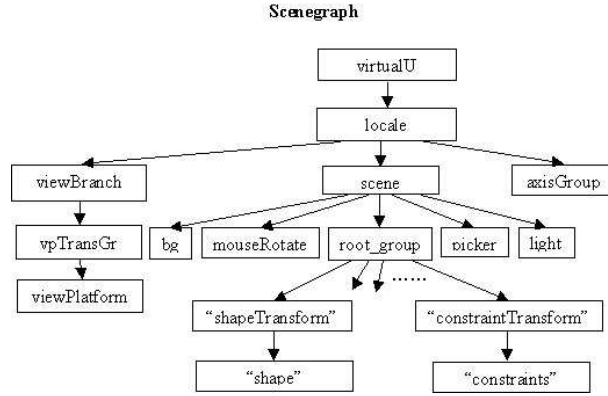 Scenegraph
virtualU
locale
viewBranch
scene
axisGroup
vpTransGr
bg
mouseRotate
root_group
picker
light
viewPlatform
......
“shapeTransform”
“constraintTransform”
“shape”
“constraints”